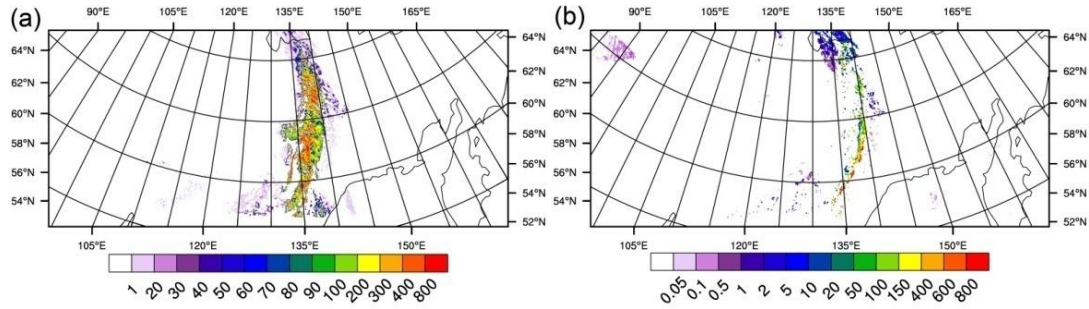 (a)
90°E 105°E 120°E 135°E 150°E 165°E
64°N 64°N
62°N 62°N
60°N 60°N
58°N 58°N
56°N 56°N
54°N 54°N
52°N
105°E 120°E 135°E 150°E
1 20 30 40 50 60 70 80 90 100 200 300 400 800
(b)
90°E 105°E 120°E 135°E 150°E 165°E
64°N 64°N
62°N 62°N
60°N 60°N
58°N 58°N
56°N 56°N
54°N 54°N
52°N
105°E 120°E 135°E 150°E
0.05 0.1 0.5 1 2 5 10 20 50 100 150 400 600 800